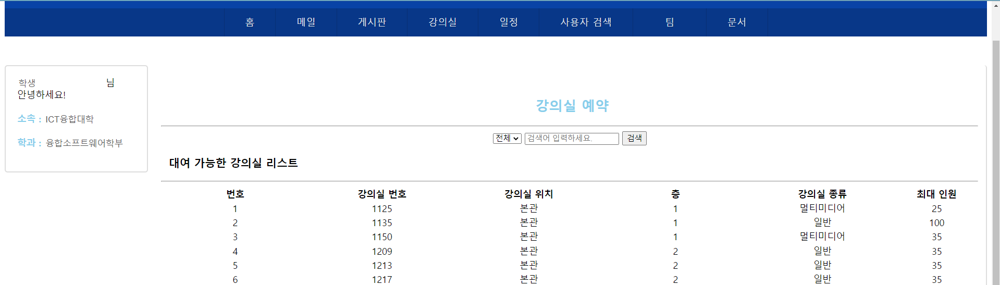 홈 메일 게시판 강의실 일정 사용자 검색 팀 문서
학생 님
안녕하세요!
소속 : ICT융합대학
학과 : 융합소프트웨어학부
강의실 예약
전체 검색어 입력하세요. 검색
대여 가능한 강의실 리스트
번호 강의실 번호 강의실 위치 층 강의실 종류 최대 인원
1 1125 본관 1 멀티미디어 25
2 1135 본관 1 일반 100
3 1150 본관 1 멀티미디어 35
4 1209 본관 2 일반 35
5 1213 본관 2 일반 35
6 1217 본관 2 일반 35